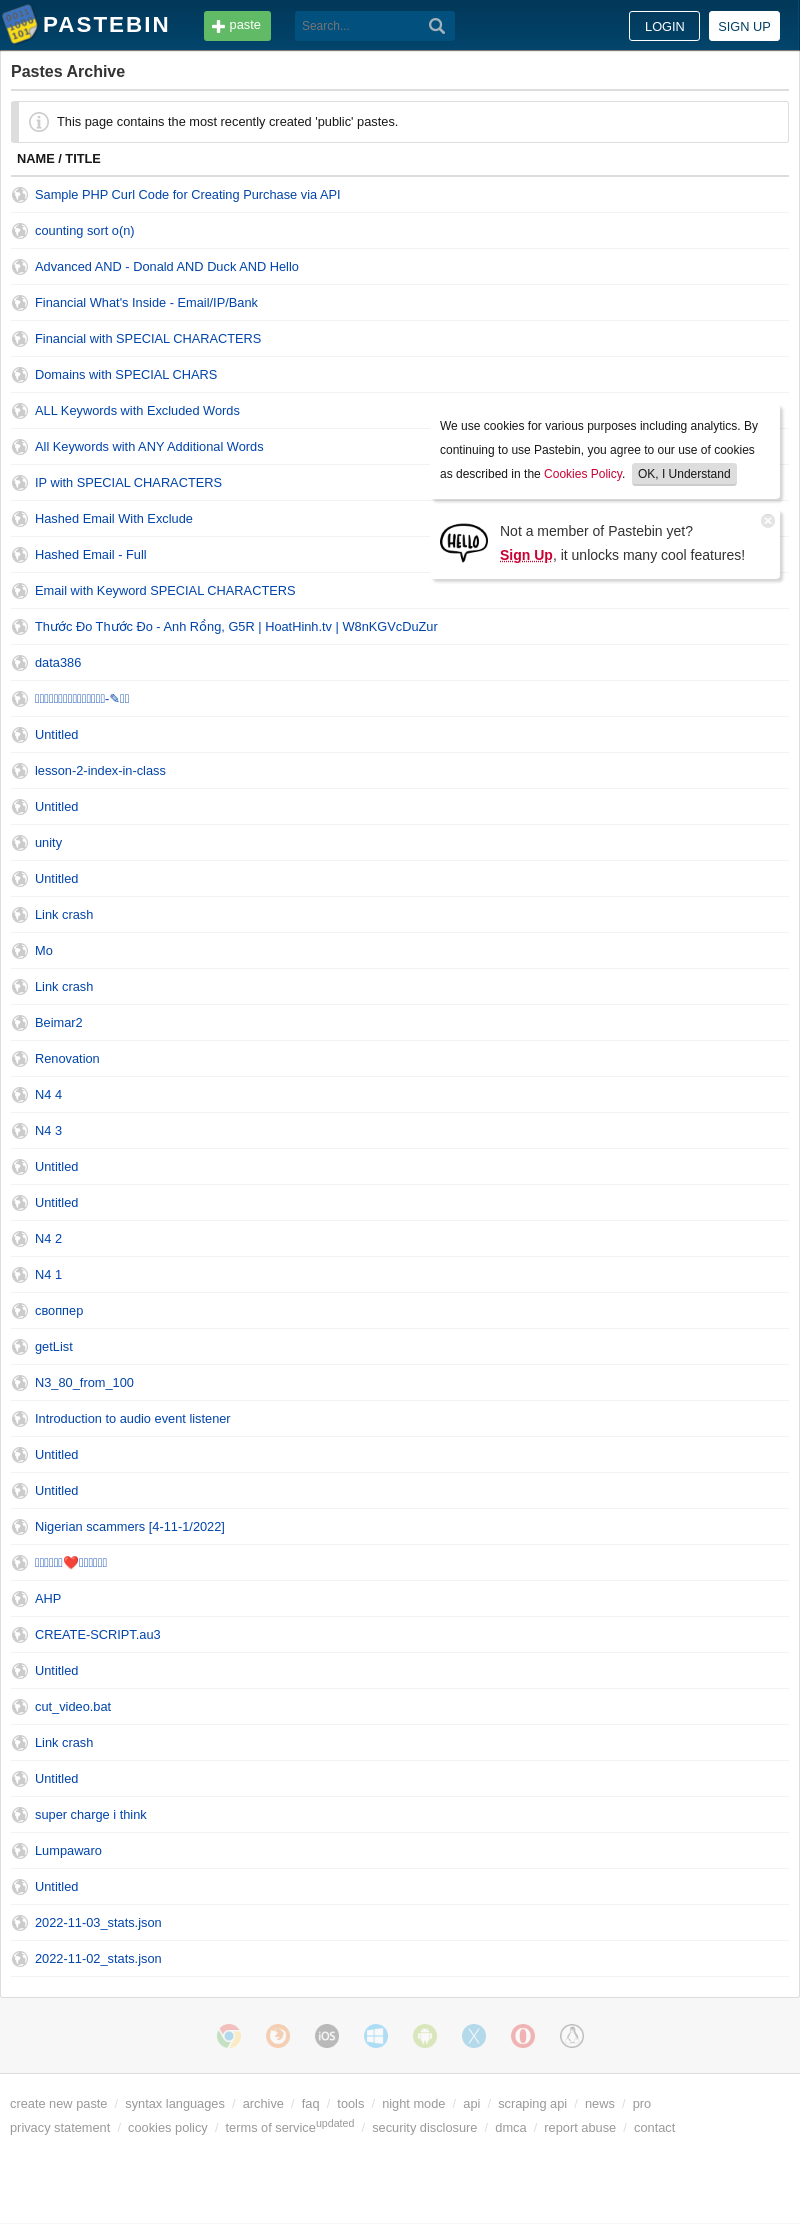 PASTEBIN
paste
Search...
LOGIN
SIGN UP
Pastes Archive
This page contains the most recently created 'public' pastes.
NAME / TITLE
Sample PHP Curl Code for Creating Purchase via API
counting sort o(n)
Advanced AND - Donald AND Duck AND Hello
Financial What's Inside - Email/IP/Bank
Financial with SPECIAL CHARACTERS
Domains with SPECIAL CHARS
ALL Keywords with Excluded Words
All Keywords with ANY Additional Words
IP with SPECIAL CHARACTERS
Hashed Email With Exclude
Hashed Email - Full
Email with Keyword SPECIAL CHARACTERS
We use cookies for various purposes including analytics. By
continuing to use Pastebin, you agree to our use of cookies
as described in the Cookies Policy. OK, I Understand
HELLO
Not a member of Pastebin yet?
Sign Up, it unlocks many cool features!
Thước Đo Thước Đo - Anh Rồng, G5R | HoatHinh.tv | W8nKGVcDuZur
data386
Untitled
lesson-2-index-in-class
Untitled
unity
Untitled
Link crash
Mo
Link crash
Beimar2
Renovation
N4 4
N4 3
Untitled
Untitled
N4 2
N4 1
своппер
getList
N3_80_from_100
Introduction to audio event listener
Untitled
Untitled
Nigerian scammers [4-11-1/2022]
❤️
AHP
CREATE-SCRIPT.au3
Untitled
cut_video.bat
Link crash
Untitled
super charge i think
Lumpawaro
Untitled
2022-11-03_stats.json
2022-11-02_stats.json
iOS
create new paste / syntax languages / archive / faq / tools / night mode / api / scraping api / news / pro
privacy statement / cookies policy / terms of service updated / security disclosure / dmca / report abuse / contact